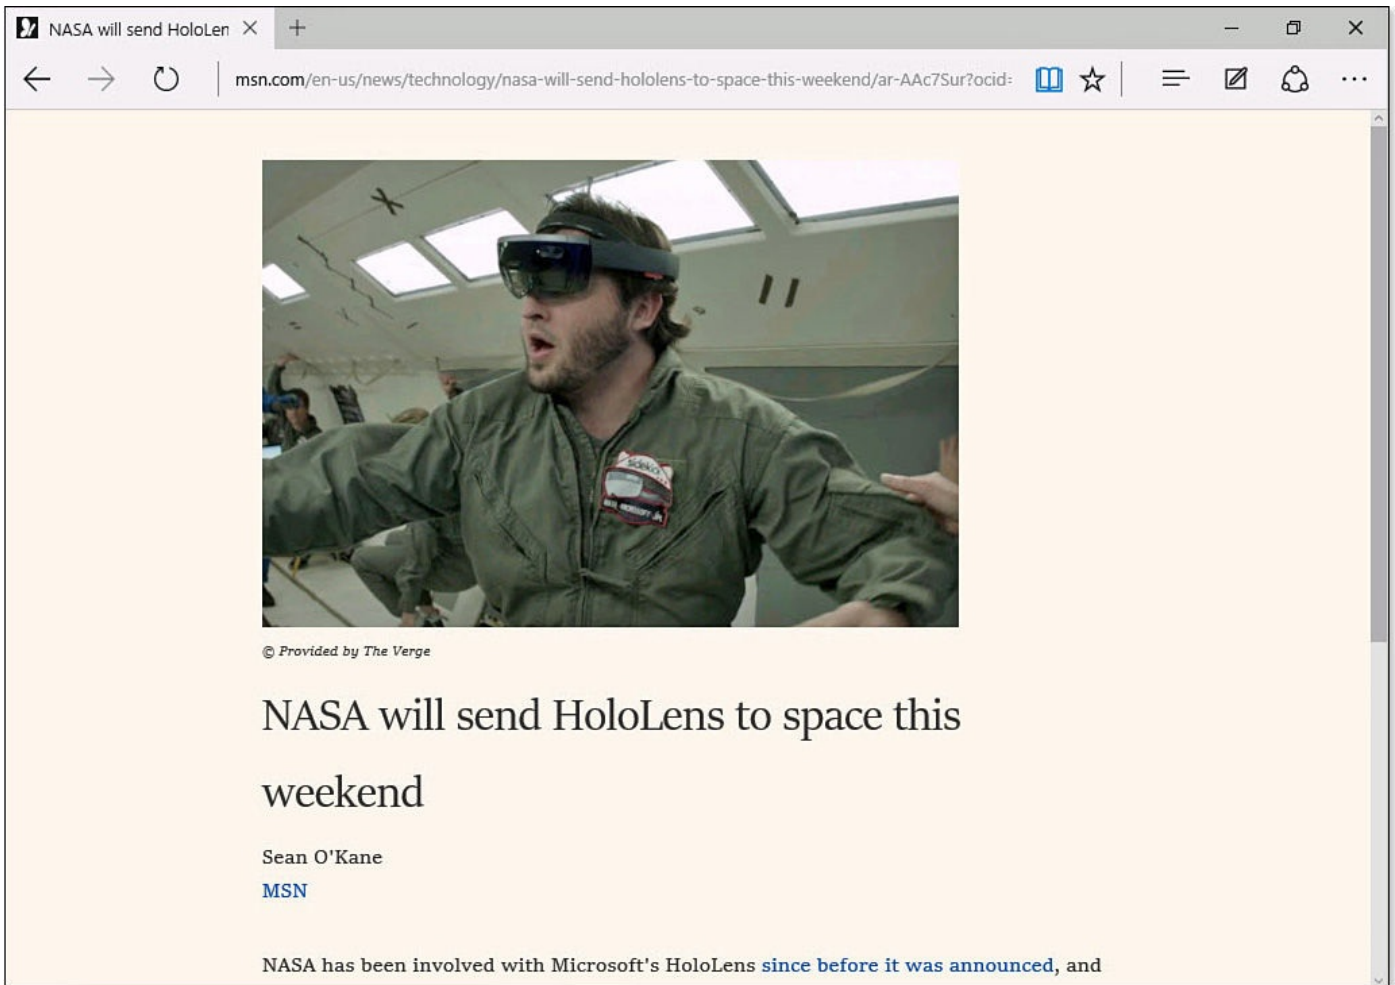 NASA will send HoloLen
msn.com/en-us/news/technology/nasa-will-send-hololens-to-space-this-weekend/ar-AAc7Sur?ocid=
sidekick
© Provided by The Verge
NASA will send HoloLens to space this
weekend
Sean O'Kane
MSN
NASA has been involved with Microsoft's HoloLens since before it was announced, and